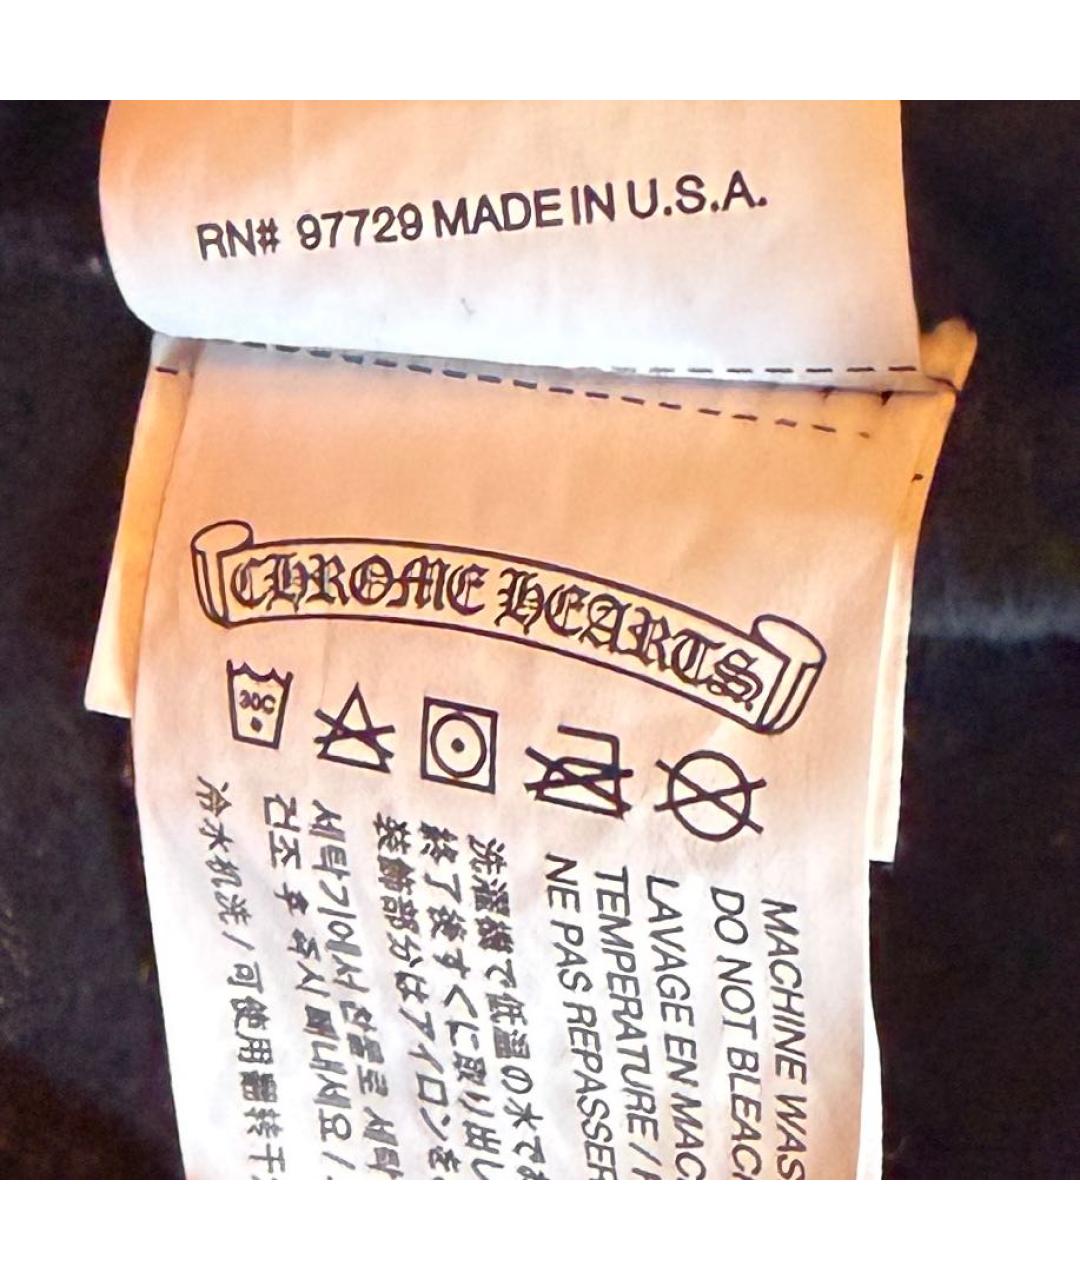 RN# 97729 MADE IN U.S.A.
CHROME HEARTS
30C
MACHINE WAS
DO NOT BLEAC
LAVAGE EN MAC
TEMPERATURE /
NE PAS REPASSER
洗濯機で低温の水で
終了後すぐに取り出し
装飾部分はアイロンを
세탁기에서 찬물로 세탁
건조 후 즉시 빼내세요 /
冷水机洗 / 可使用翻转干